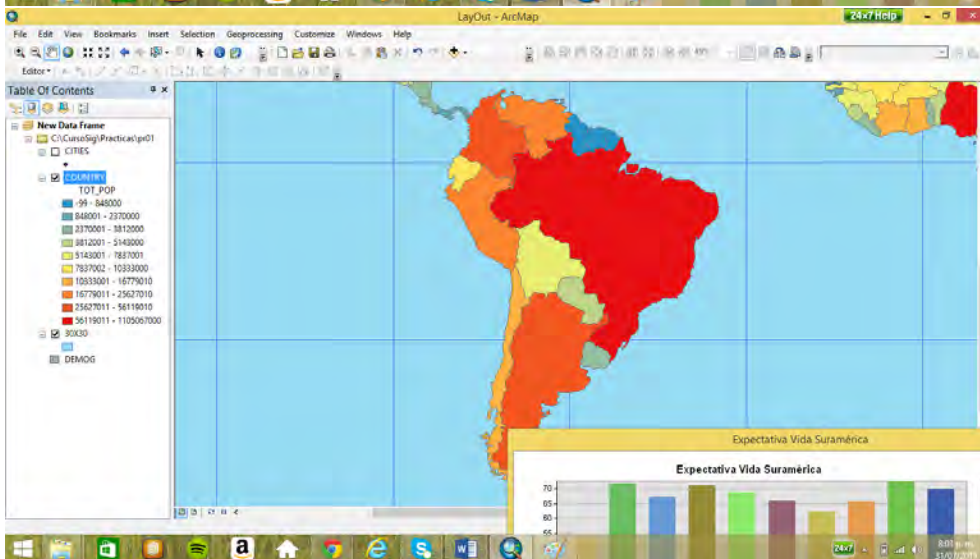 LayOut - ArcMap
24x7 Help
File Edit View Bookmarks Insert Selection Geoprocessing Customize Windows Help
Editor
Table Of Contents
New Data Frame
C:\CursoSig\Practicas\pr01
CITIES
COUNTRY
TOT_POP
-99 - 848000
848001 - 2370000
2370001 - 3812000
3812001 - 5143000
5143001 - 7837001
7837002 - 10333000
10333001 - 16779010
16779011 - 25627010
25627011 - 56119010
56119011 - 1105067000
30X30
DEMOG
Expectativa Vida Suramérica
Expectativa Vida Suramérica
70
65
60
24x7
8:01 p.m.